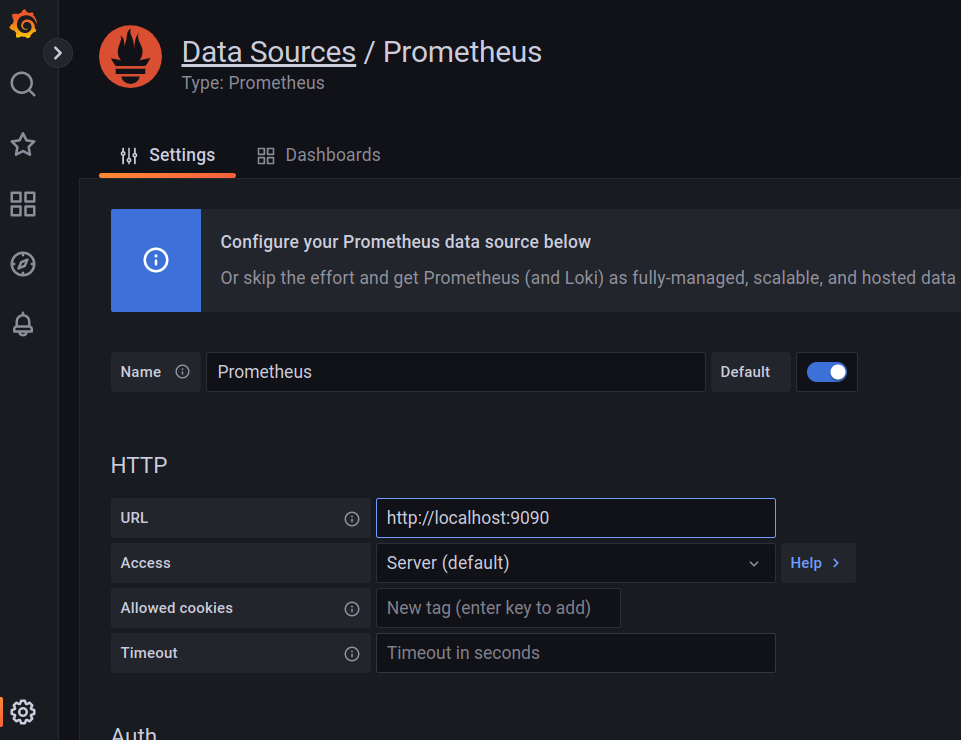 Data Sources / Prometheus
Type: Prometheus
Settings Dashboards
Configure your Prometheus data source below
Or skip the effort and get Prometheus (and Loki) as fully-managed, scalable, and hosted data
Name Prometheus Default
HTTP
URL http://localhost:9090
Access Server (default) Help
Allowed cookies New tag (enter key to add)
Timeout Timeout in seconds
Auth